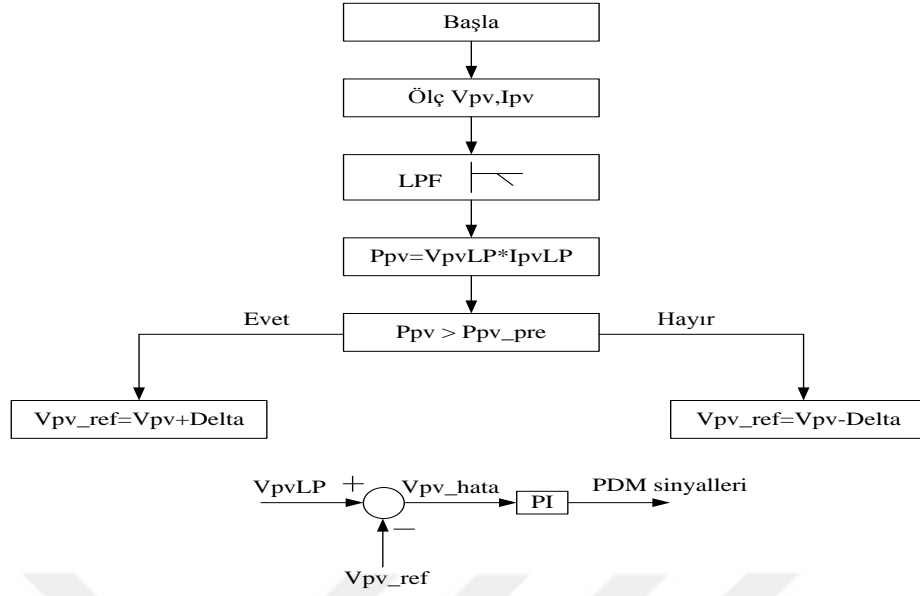 Başla
Ölç Vpv,Ipv
LPF
Ppv=VpvLP*IpvLP
Evet
Ppv > Ppv_pre
Hayır
Vpv_ref=Vpv+Delta
Vpv_ref=Vpv-Delta
VpvLP
+
Vpv_hata
PI
PDM sinyalleri
−
Vpv_ref